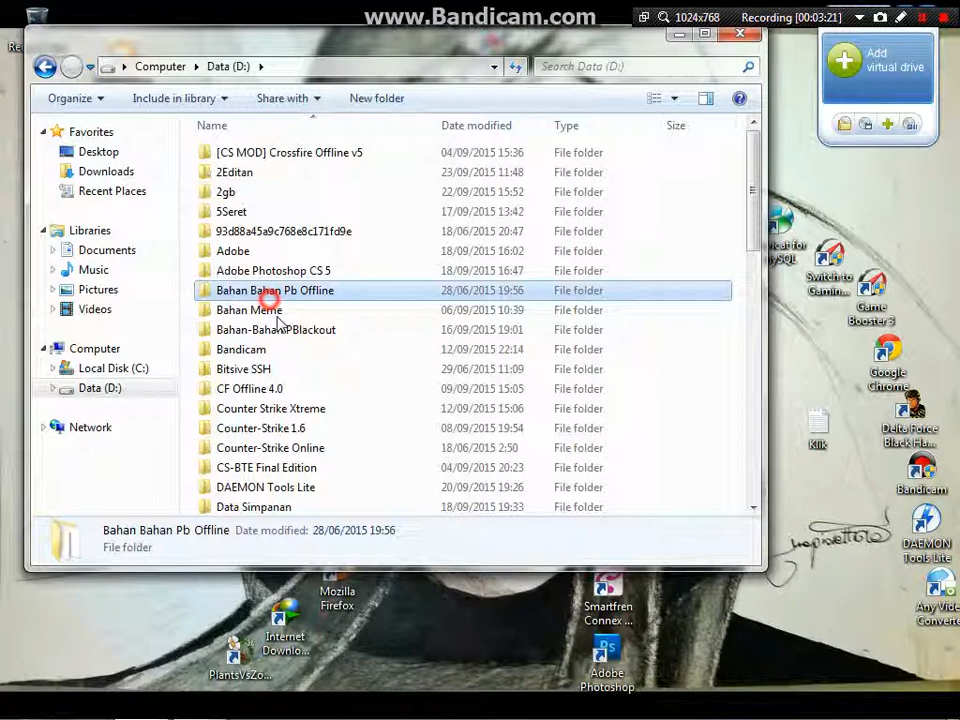 www.Bandicam.com
1024x768 Recording [00:03:21]
Computer Data (D:) Search Data (D:)
Organize Include in library Share with New folder
Add virtual drive
Favorites
Desktop
Downloads
Recent Places
Libraries
Documents
Music
Pictures
Videos
Computer
Local Disk (C:)
Data (D:)
Network
Name Date modified Type Size
[CS MOD] Crossfire Offline v5 04/09/2015 15:36 File folder
2Editan 23/09/2015 11:48 File folder
2gb 22/09/2015 15:52 File folder
5Seret 17/09/2015 13:42 File folder
93d88a45a9c768e8c171fd9e 18/06/2015 20:47 File folder
Adobe 18/09/2015 16:02 File folder
Adobe Photoshop CS 5 18/09/2015 16:47 File folder
Bahan Bahan Pb Offline 28/06/2015 19:56 File folder
Bahan Meme 06/09/2015 10:39 File folder
Bahan-Bahan PBlackout 16/09/2015 19:01 File folder
Bandicam 12/09/2015 22:14 File folder
Bitsive SSH 29/06/2015 11:09 File folder
CF Offline 4.0 09/09/2015 15:05 File folder
Counter Strike Xtreme 12/09/2015 15:06 File folder
Counter-Strike 1.6 08/09/2015 19:54 File folder
Counter-Strike Online 18/06/2015 2:50 File folder
CS-BTE Final Edition 04/09/2015 20:23 File folder
DAEMON Tools Lite 20/09/2015 19:26 File folder
Data Simpanan 18/09/2015 19:33 File folder
Bahan Bahan Pb Offline Date modified: 28/06/2015 19:56
File folder
Switch to Gamin...
Game Booster 3
Google Chrome
Klik
Delta Force Black Ha...
Bandicam
DAEMON Tools Lite
Any Video Converte
Mozilla Firefox
Internet Downlo...
PlantsVsZo...
Smartfren Connex ...
Ps
Adobe Photoshop